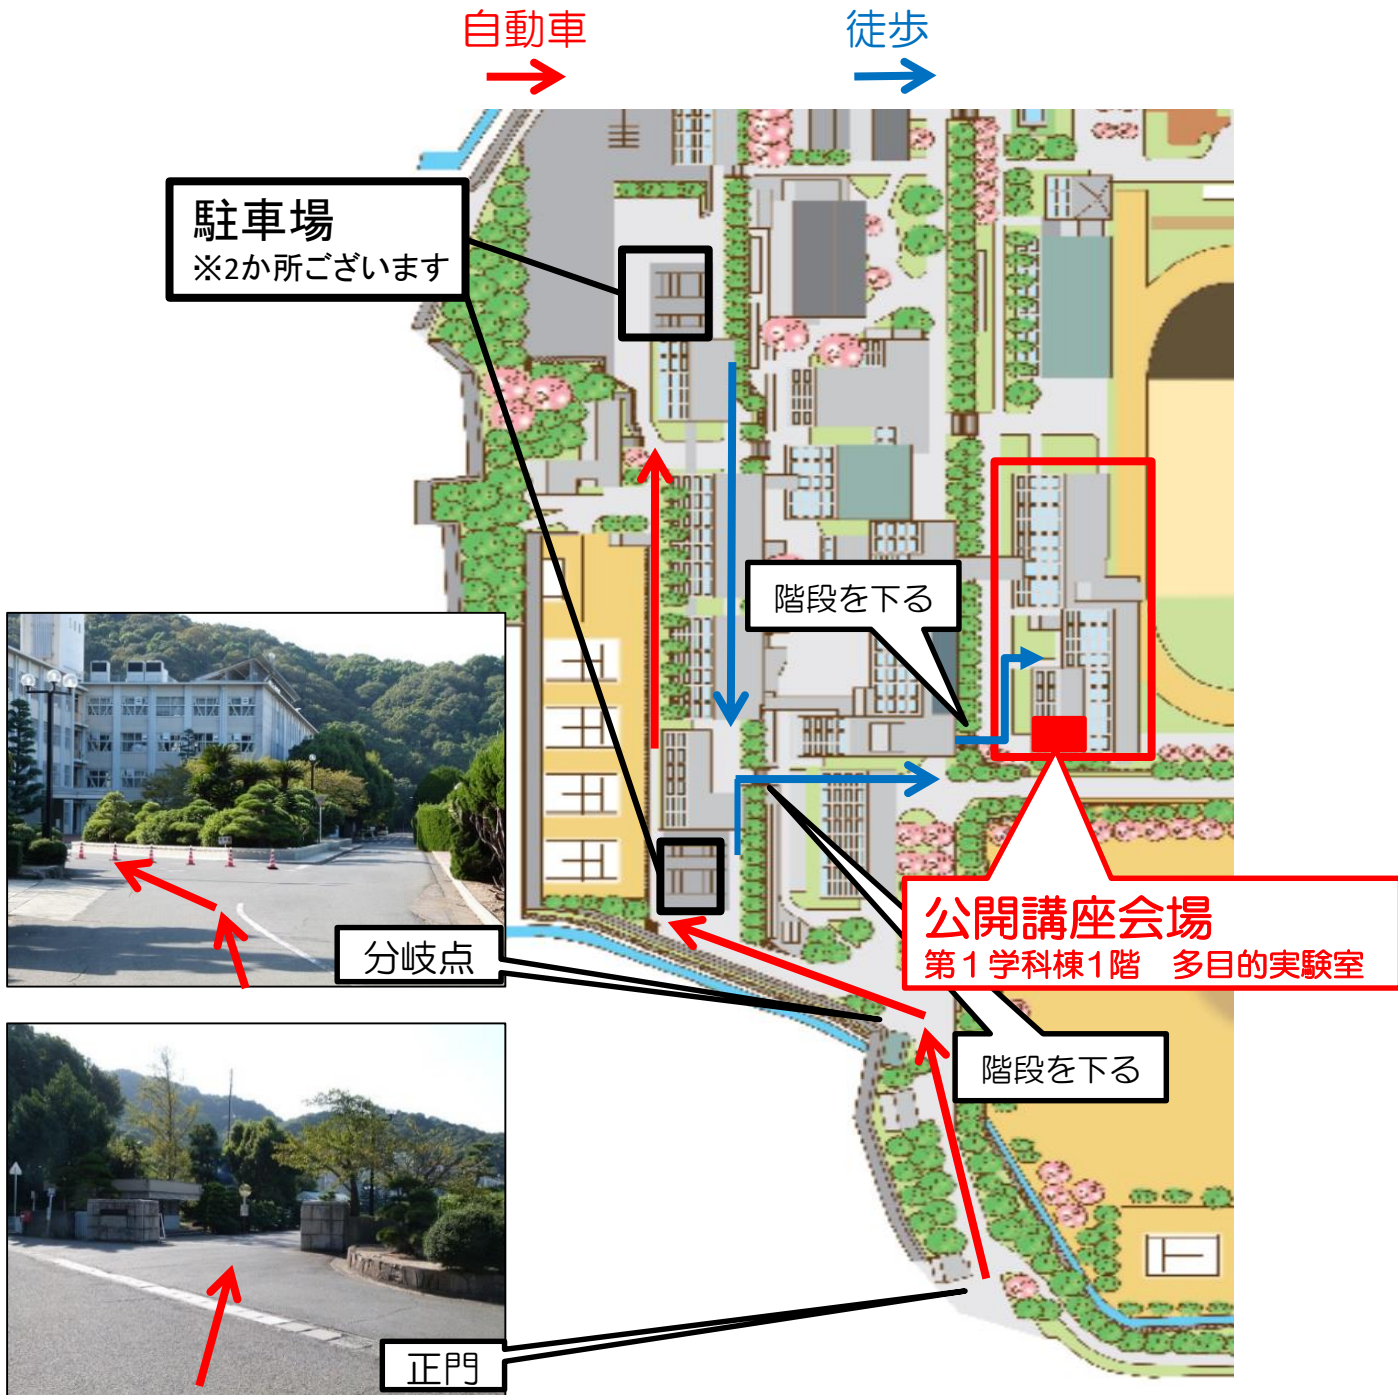 自動車
徒歩
駐車場
※2か所ございます
階段を下る
公開講座会場
第1学科棟1階　多目的実験室
分岐点
階段を下る
正門